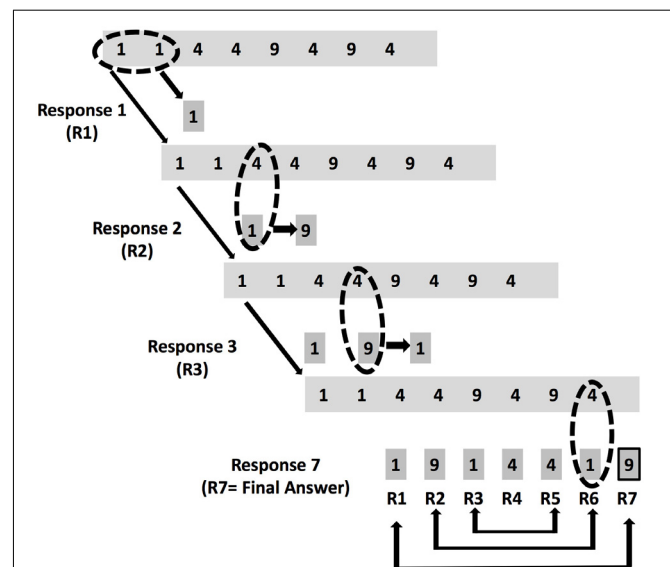 1 1 4 4 9 4 9 4
Response 1
(R1)
1
1 1 4 4 9 4 9 4
Response 2
(R2)
1 9
1 1 4 4 9 4 9 4
Response 3
(R3)
1 9 1
1 1 4 4 9 4 9 4
Response 7
(R7= Final Answer)
1 9 1 4 4 1 9
R1 R2 R3 R4 R5 R6 R7